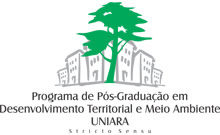 Programa de Pós-Graduação em
Desenvolvimento Territorial e Meio Ambiente
UNIARA
Stricto Sensu